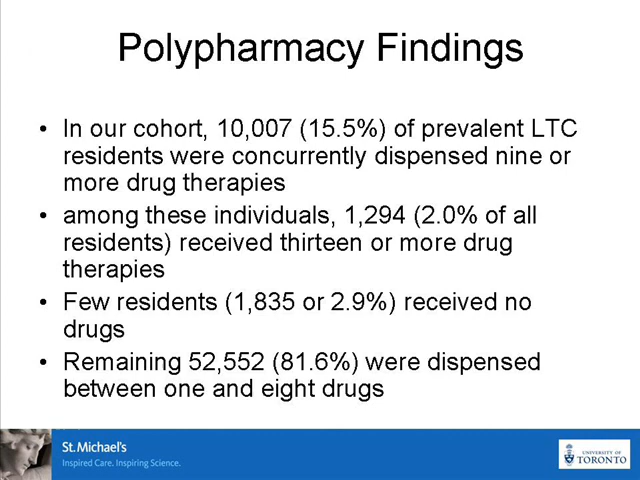 Polypharmacy Findings
• In our cohort, 10,007 (15.5%) of prevalent LTC
residents were concurrently dispensed nine or
more drug therapies
• among these individuals, 1,294 (2.0% of all
residents) received thirteen or more drug
therapies
• Few residents (1,835 or 2.9%) received no
drugs
• Remaining 52,552 (81.6%) were dispensed
between one and eight drugs
St. Michael's
Inspired Care. Inspiring Science.
UNIVERSITY OF
TORONTO